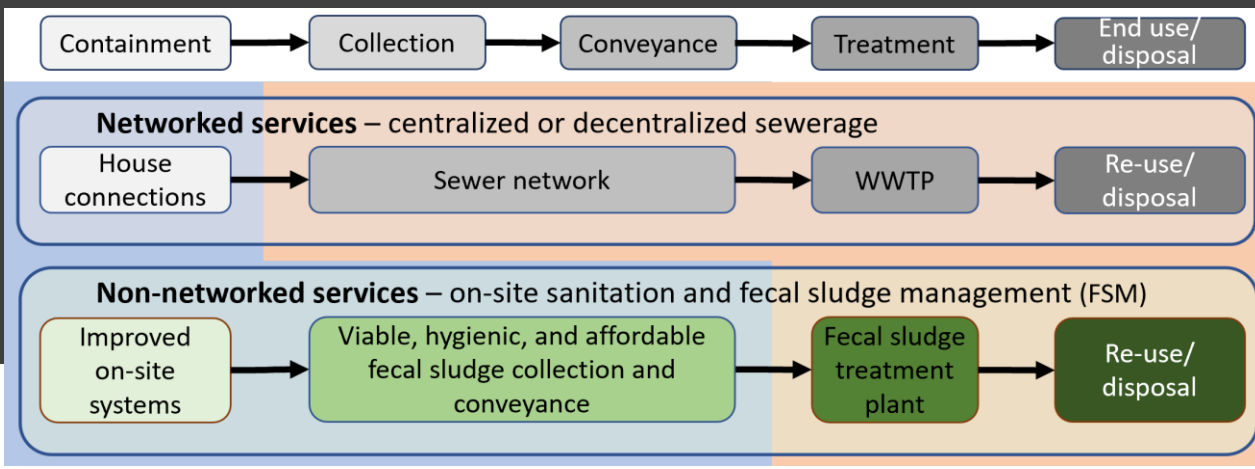 Containment
Collection
Conveyance
Treatment
End use/
disposal
Networked services – centralized or decentralized sewerage
House
connections
Sewer network
WWTP
Re-use/
disposal
Non-networked services – on-site sanitation and fecal sludge management (FSM)
Improved
on-site
systems
Viable, hygienic, and affordable
fecal sludge collection and
conveyance
Fecal sludge
treatment
plant
Re-use/
disposal